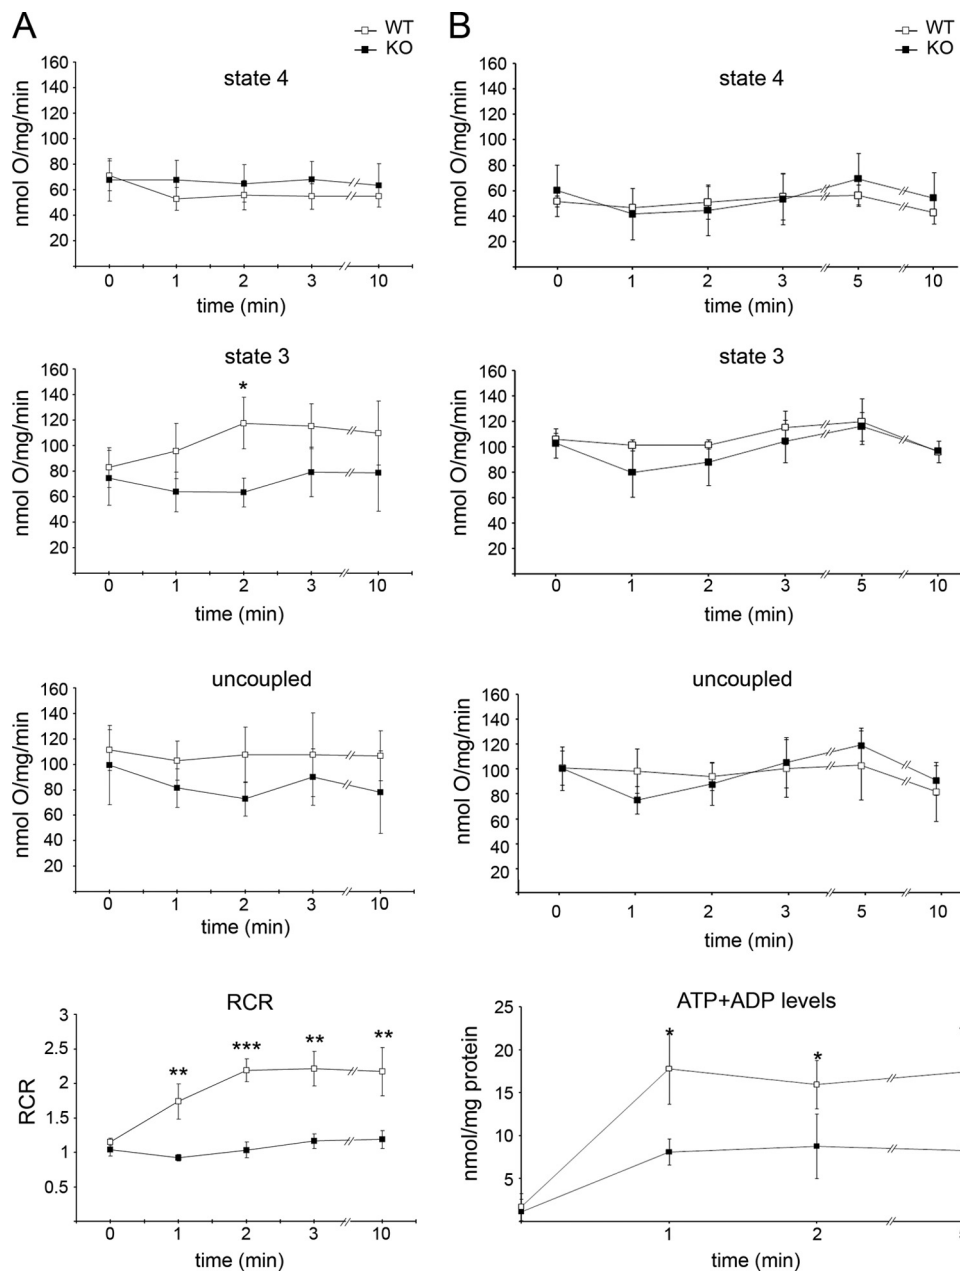 A
WT
KO
state 4
nmol O/mg/min
160
140
120
100
80
60
40
20
0 1 2 3 10
time (min)
state 3
nmol O/mg/min
160
140
120
100
80
60
40
20
0 1 2 3 10
time (min)
uncoupled
nmol O/mg/min
160
140
120
100
80
60
40
20
0 1 2 3 10
time (min)
RCR
RCR
3
2.5
2
1.5
1
0.5
** *** ** **
0 1 2 3 10
time (min)
B
WT
KO
state 4
nmol O/mg/min
160
140
120
100
80
60
40
20
0 1 2 3 5 10
time (min)
state 3
nmol O/mg/min
160
140
120
100
80
60
40
20
0 1 2 3 5 10
time (min)
uncoupled
nmol O/mg/min
160
140
120
100
80
60
40
20
0 1 2 3 5 10
time (min)
ATP+ADP levels
nmol/mg protein
25
20
15
10
5
* *
1 2
time (min)